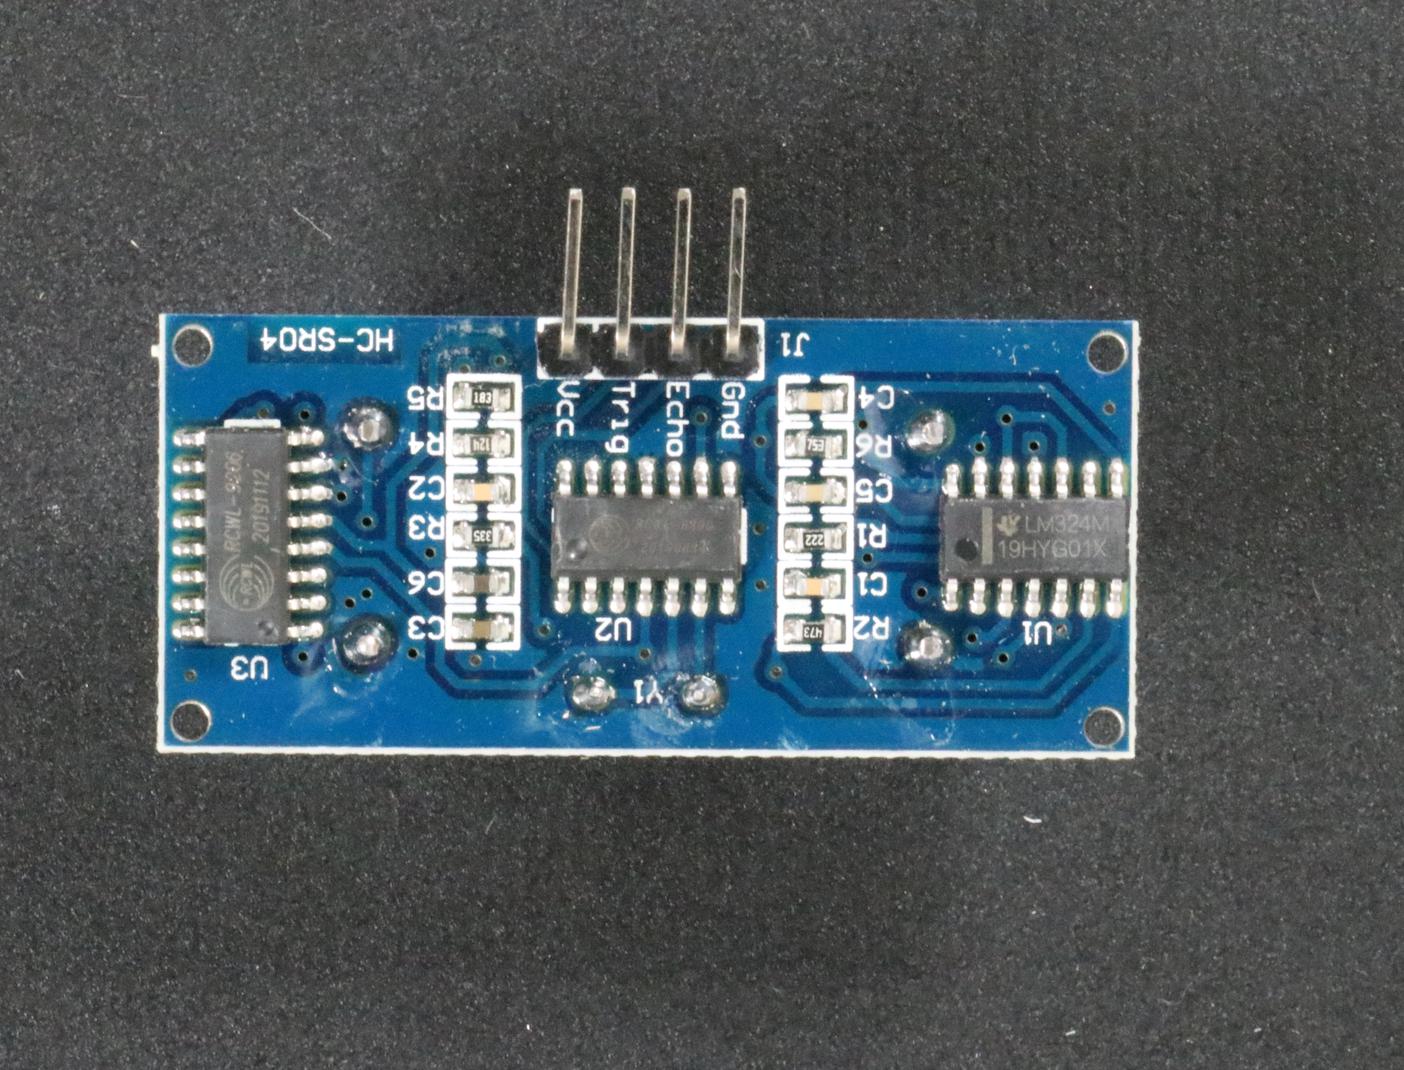 HC-SR04
J1
Vcc
Trig
Echo
Gnd
R5
183
R4
124
C2
R3
335
C6
C3
C4
R6
C5
R1
222
C1
R2
473
RCWL-9206
20191112
RCWL
U3
U2
Y1
LM324M
19HYG01X
U1